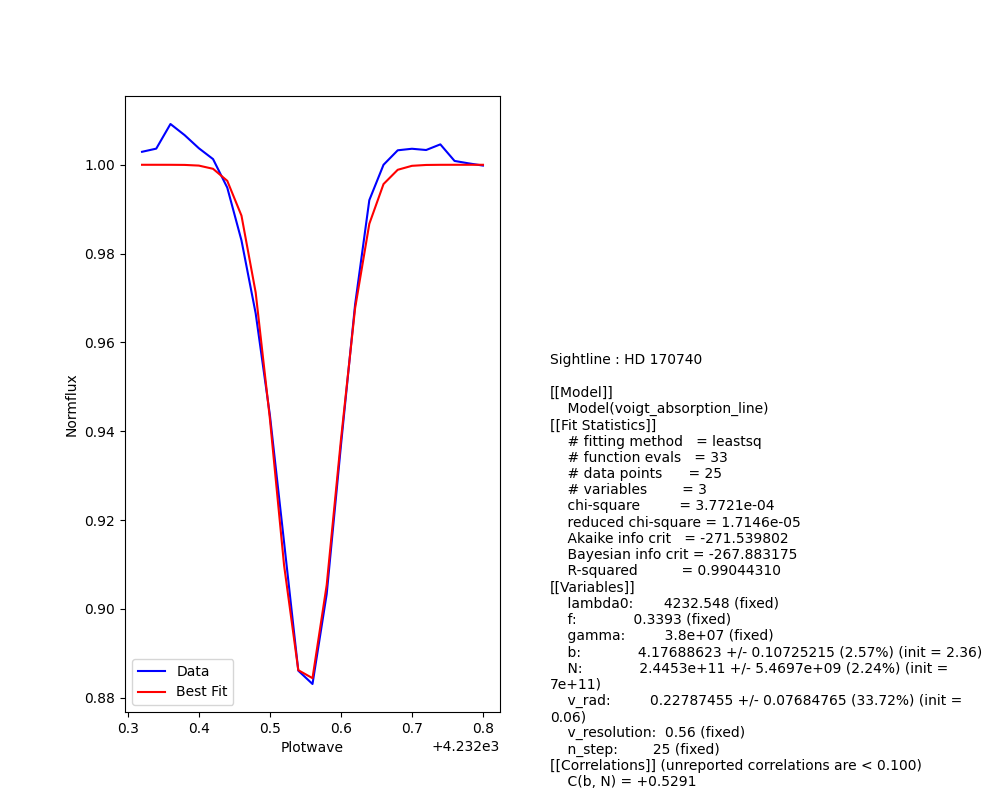 1.00
0.98
0.96
0.94
0.92
0.90
0.88
Normflux
Data
Best Fit
0.3 0.4 0.5 0.6 0.7 0.8
Plotwave
+4.232e3
Sightline : HD 170740
[[Model]]
Model(voigt_absorption_line)
[[Fit Statistics]]
# fitting method = leastsq
# function evals = 33
# data points = 25
# variables = 3
chi-square = 3.7721e-04
reduced chi-square = 1.7146e-05
Akaike info crit = -271.539802
Bayesian info crit = -267.883175
R-squared = 0.99044310
[[Variables]]
lambda0: 4232.548 (fixed)
f: 0.3393 (fixed)
gamma: 3.8e+07 (fixed)
b: 4.17688623 +/- 0.10725215 (2.57%) (init = 2.36)
N: 2.4453e+11 +/- 5.4697e+09 (2.24%) (init =
7e+11)
v_rad: 0.22787455 +/- 0.07684765 (33.72%) (init =
0.06)
v_resolution: 0.56 (fixed)
n_step: 25 (fixed)
[[Correlations]] (unreported correlations are < 0.100)
C(b, N) = +0.5291